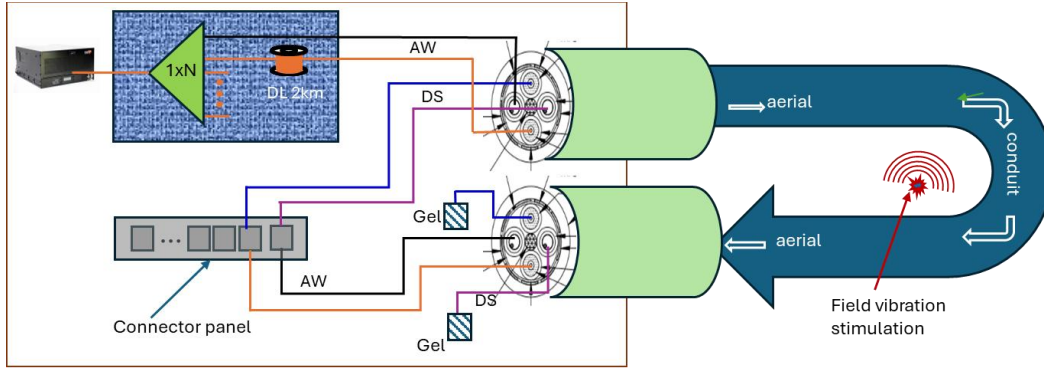 AW
1xN
DL 2km
DS
aerial
conduit
Gel
aerial
AW
DS
Gel
Connector panel
Field vibration
stimulation